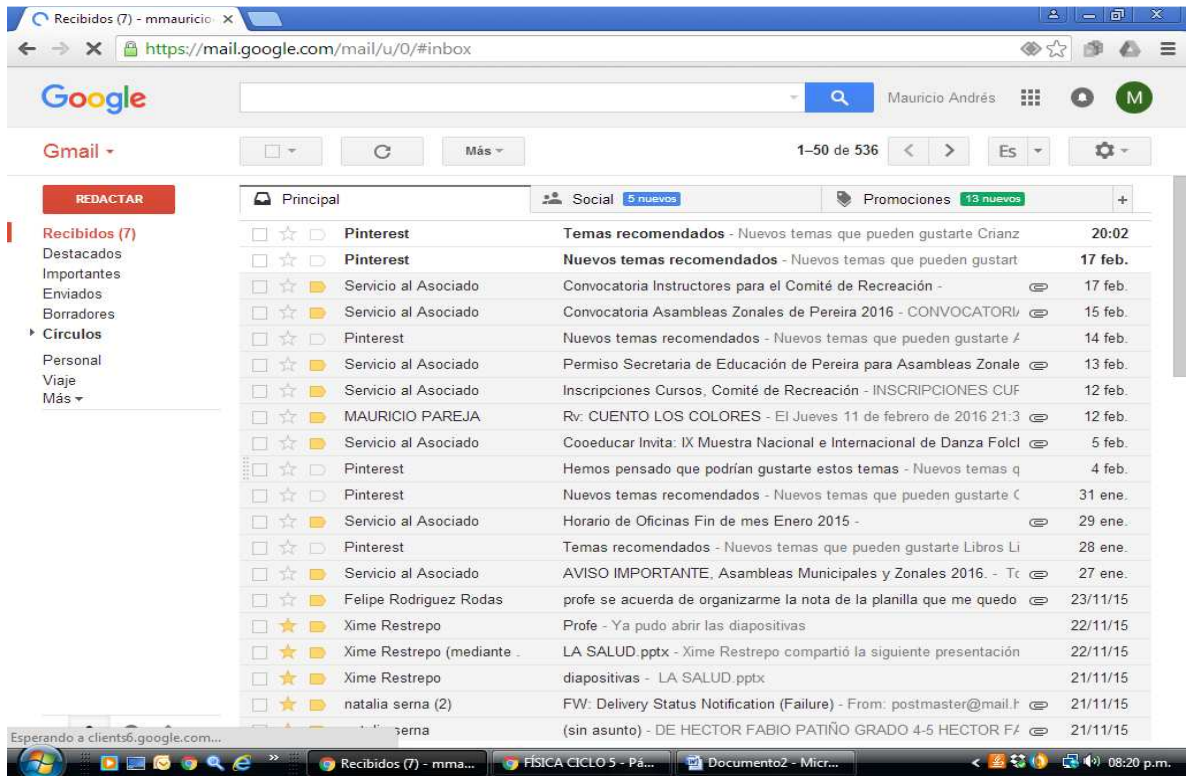 Recibidos (7) - mmauricio
https://mail.google.com/mail/u/0/#inbox
Google
Mauricio Andrés
M
Gmail
Más
1–50 de 536
Es
REDACTAR
Recibidos (7)
Destacados
Importantes
Enviados
Borradores
Círculos
Personal
Viaje
Más
Principal
Social 5 nuevos
Promociones 13 nuevos
+
Pinterest Temas recomendados - Nuevos temas que pueden gustarte Crianz 20:02
Pinterest Nuevos temas recomendados - Nuevos temas que pueden gustart 17 feb.
Servicio al Asociado Convocatoria Instructores para el Comité de Recreación - 17 feb.
Servicio al Asociado Convocatoria Asambleas Zonales de Pereira 2016 - CONVOCATORI 15 feb.
Pinterest Nuevos temas recomendados - Nuevos temas que pueden gustarte 14 feb.
Servicio al Asociado Permiso Secretaria de Educación de Pereira para Asambleas Zonale 13 feb.
Servicio al Asociado Inscripciones Cursos, Comité de Recreación - INSCRIPCIONES CUR 12 feb.
MAURICIO PAREJA Rv: CUENTO LOS COLORES - El Jueves 11 de febrero de 2016 21:3 12 feb.
Servicio al Asociado Cooeducar Invita: IX Muestra Nacional e Internacional de Danza Folcl 5 feb.
Pinterest Hemos pensado que podrían gustarte estos temas - Nuevos temas q 4 feb.
Pinterest Nuevos temas recomendados - Nuevos temas que pueden gustarte 31 ene.
Servicio al Asociado Horario de Oficinas Fin de mes Enero 2015 - 29 ene.
Pinterest Temas recomendados - Nuevos temas que pueden gustarte Libros Li 28 ene.
Servicio al Asociado AVISO IMPORTANTE, Asambleas Municipales y Zonales 2016. - Tc 27 ene.
Felipe Rodriguez Rodas profe se acuerda de organizarme la nota de la planilla que me quedo 23/11/15
Xime Restrepo Profe - Ya pudo abrir las diapositivas 22/11/15
Xime Restrepo (mediante . LA SALUD.pptx - Xime Restrepo compartió la siguiente presentación 22/11/15
Xime Restrepo diapositivas - LA SALUD.pptx 21/11/15
natalia serna (2) FW: Delivery Status Notification (Failure) - From: postmaster@mail.h 21/11/15
serna (sin asunto) - DE HECTOR FABIO PATIÑO GRADO 4-5 HECTOR 21/11/15
Esperando a clients6.google.com...
Recibidos (7) - mma...
FÍSICA CICLO 5 - Pá...
Documento2 - Micr...
08:20 p.m.